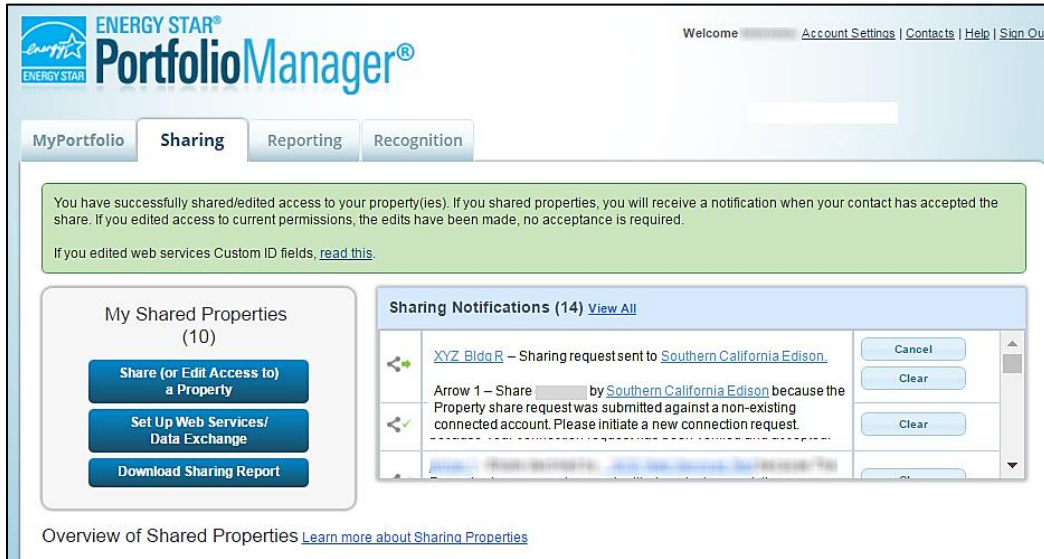 ENERGY STAR®
PortfolioManager®
energy
ENERGY STAR
Welcome Account Settings | Contacts | Help | Sign Ou
MyPortfolio Sharing Reporting Recognition
You have successfully shared/edited access to your property(ies). If you shared properties, you will receive a notification when your contact has accepted the
share. If you edited access to current permissions, the edits have been made, no acceptance is required.
If you edited web services Custom ID fields, read this.
My Shared Properties
(10)
Share (or Edit Access to)
a Property
Set Up Web Services/
Data Exchange
Download Sharing Report
Sharing Notifications (14) View All
XYZ Bldg R – Sharing request sent to Southern California Edison.
Cancel
Clear
Arrow 1 – Share by Southern California Edison because the
Property share request was submitted against a non-existing
connected account. Please initiate a new connection request.
Clear
Overview of Shared Properties Learn more about Sharing Properties